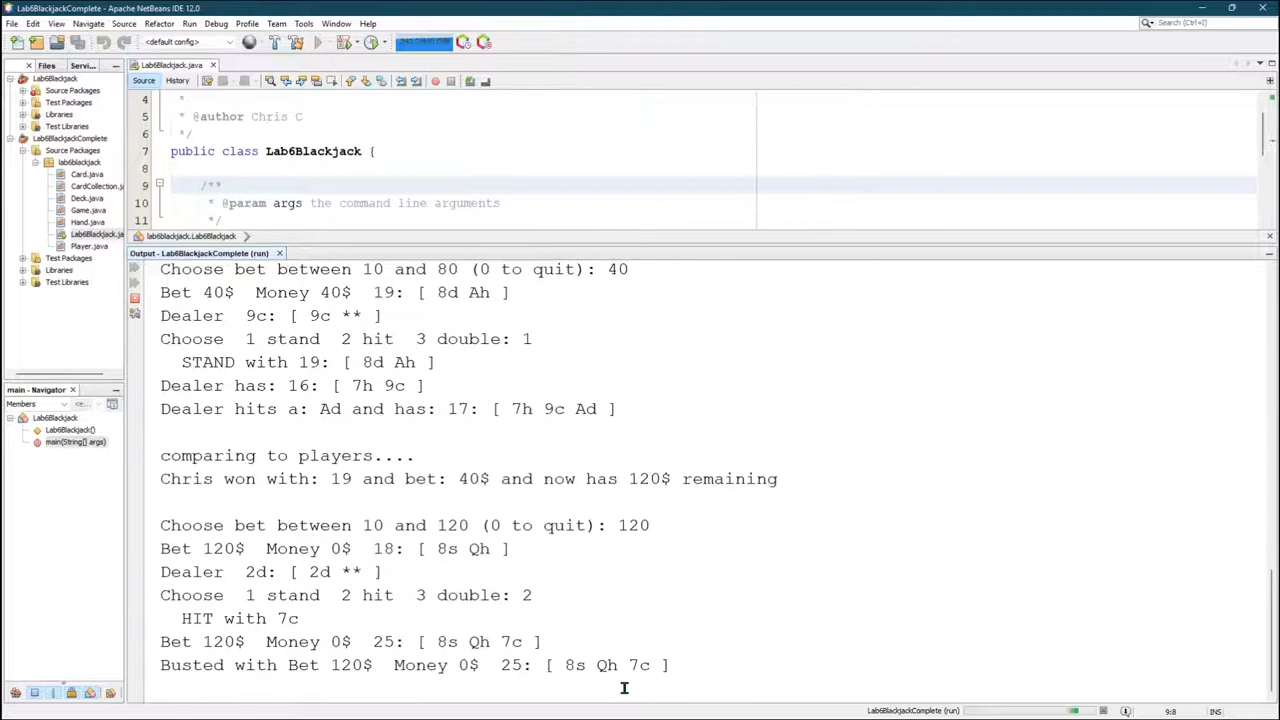 Lab6BlackjackComplete - Apache NetBeans IDE 12.6
File Edit View Navigate Source Refactor Run Debug Profile Team Tools Window Help
Search (Ctrl+I)
<default config>
Files Servi...
Lab6Blackjack.java
Source History
Lab6Blackjack
Source Packages
Test Packages
Libraries
Test Libraries
Lab6BlackjackComplete
Source Packages
lab6blackjack
Card.java
CardCollection.ja
Deck.java
Game.java
Hand.java
Lab6Blackjack.ja
Player.java
Test Packages
Libraries
Test Libraries
4 *
5 * @author Chris C
6 */
7 public class Lab6Blackjack {
8
9 /**
10 * @param args the command line arguments
11 */
lab6blackjack.Lab6Blackjack
Output - Lab6BlackjackComplete (run)
Choose bet between 10 and 80 (0 to quit): 40
Bet 40$ Money 40$ 19: [ 8d Ah ]
Dealer 9c: [ 9c ** ]
Choose 1 stand 2 hit 3 double: 1
STAND with 19: [ 8d Ah ]
Dealer has: 16: [ 7h 9c ]
Dealer hits a: Ad and has: 17: [ 7h 9c Ad ]
comparing to players....
Chris won with: 19 and bet: 40$ and now has 120$ remaining
Choose bet between 10 and 120 (0 to quit): 120
Bet 120$ Money 0$ 18: [ 8s Qh ]
Dealer 2d: [ 2d ** ]
Choose 1 stand 2 hit 3 double: 2
HIT with 7c
Bet 120$ Money 0$ 25: [ 8s Qh 7c ]
Busted with Bet 120$ Money 0$ 25: [ 8s Qh 7c ]
main - Navigator
Members
Lab6Blackjack
Lab6Blackjack()
main(String[] args)
Lab6BlackjackComplete (run)
9:8
INS